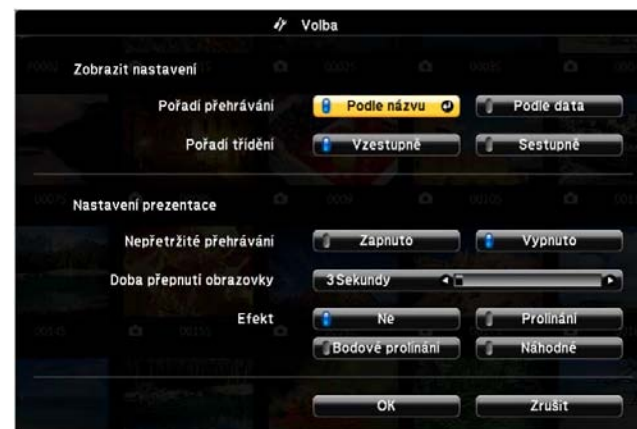 Volba
Zobrazit nastavení
Pořadí přehrávání Podle názvu Podle data
Pořadí třídění Vzestupně Sestupně
Nastavení prezentace
Nepřetržité přehrávání Zapnuto Vypnuto
Doba přepnutí obrazovky 3 Sekundy
Efekt Ne Prolínání
Bodové prolínání Náhodné
OK Zrušit